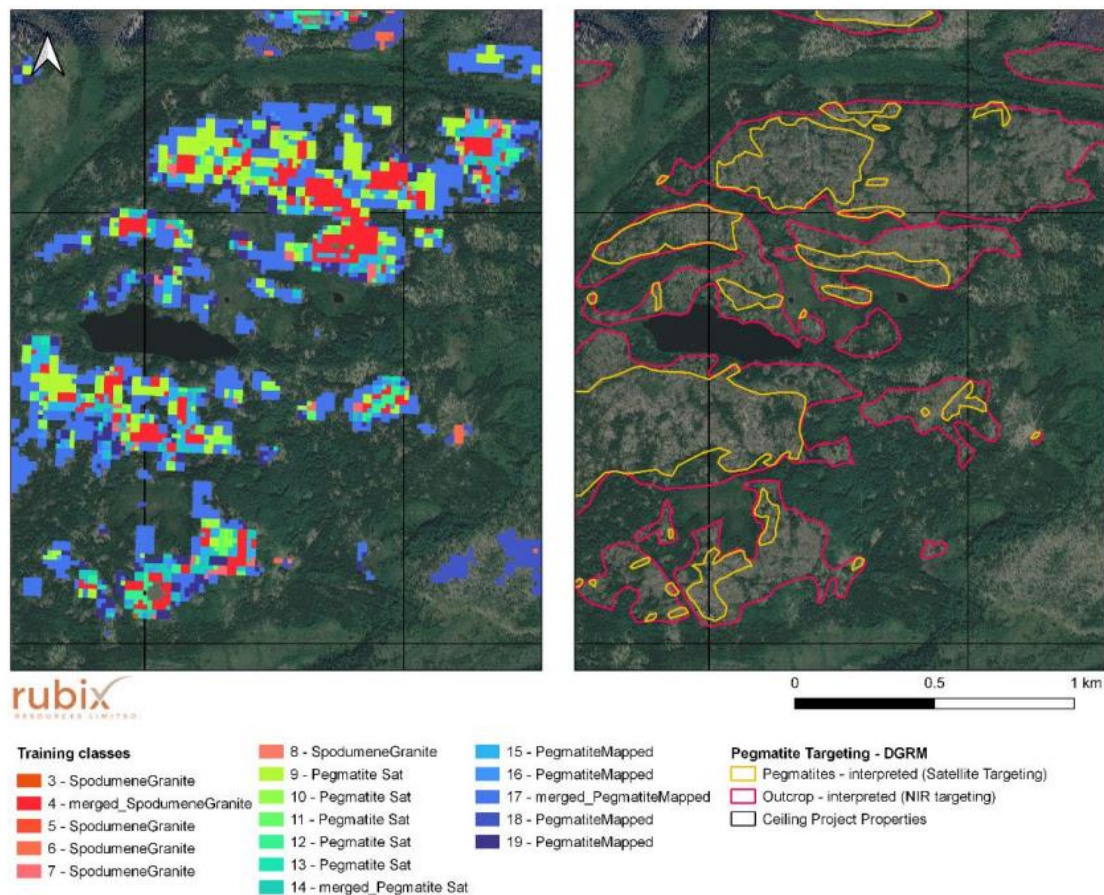 rubix
RESOURCES LIMITED
0 0.5 1 km
Training classes
3 - SpodumeneGranite
4 - merged_SpodumeneGranite
5 - SpodumeneGranite
6 - SpodumeneGranite
7 - SpodumeneGranite
8 - SpodumeneGranite
9 - Pegmatite Sat
10 - Pegmatite Sat
11 - Pegmatite Sat
12 - Pegmatite Sat
13 - Pegmatite Sat
14 - merged_Pegmatite Sat
15 - PegmatiteMapped
16 - PegmatiteMapped
17 - merged_PegmatiteMapped
18 - PegmatiteMapped
19 - PegmatiteMapped
Pegmatite Targeting - DGRM
Pegmatites - interpreted (Satellite Targeting)
Outcrop - interpreted (NIR targeting)
Ceiling Project Properties